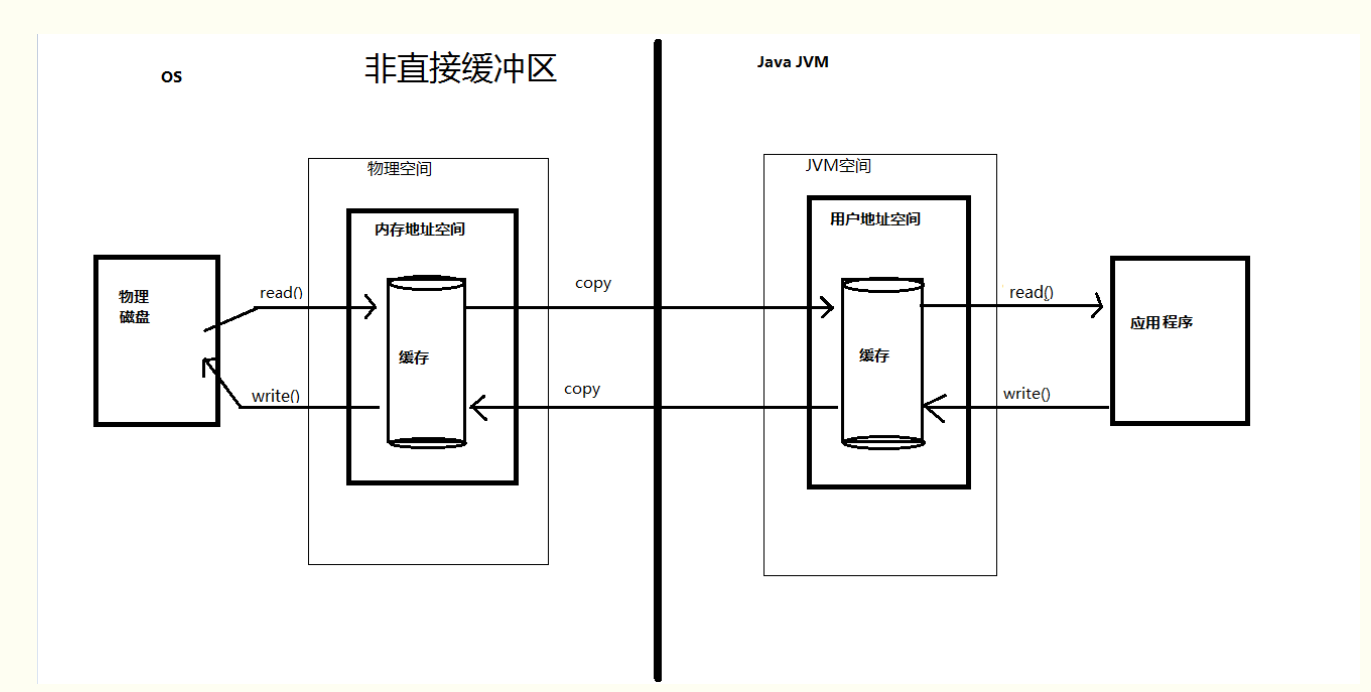 OS
非直接缓冲区
Java JVM
物理空间
JVM空间
内存地址空间
用户地址空间
物理
磁盘
read()
copy
read()
应用程序
缓存
缓存
write()
copy
write()